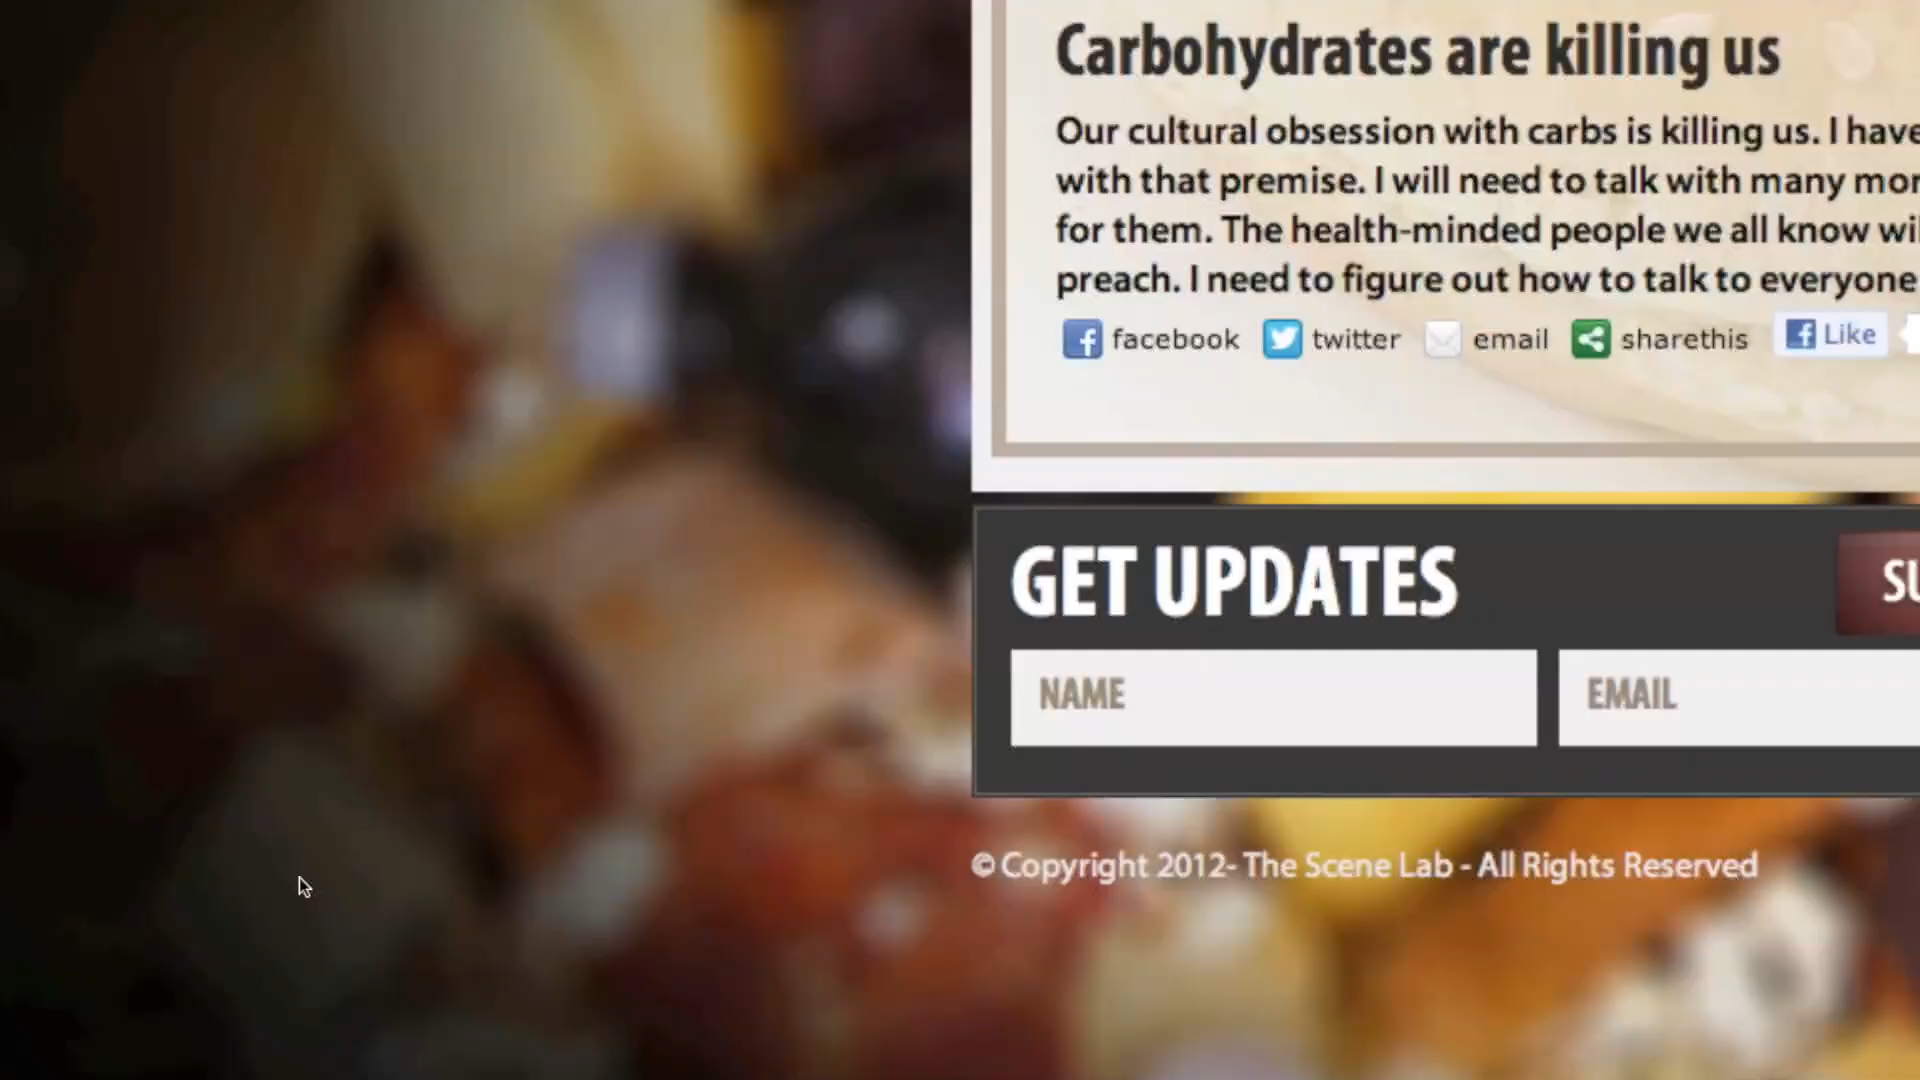 Carbohydrates are killing us
Our cultural obsession with carbs is killing us. I have
with that premise. I will need to talk with many
for them. The health-minded people we all know
preach. I need to figure out how to talk to everyone
facebook twitter email sharethis Like
GET UPDATES
NAME EMAIL
© Copyright 2012- The Scene Lab - All Rights Reserved